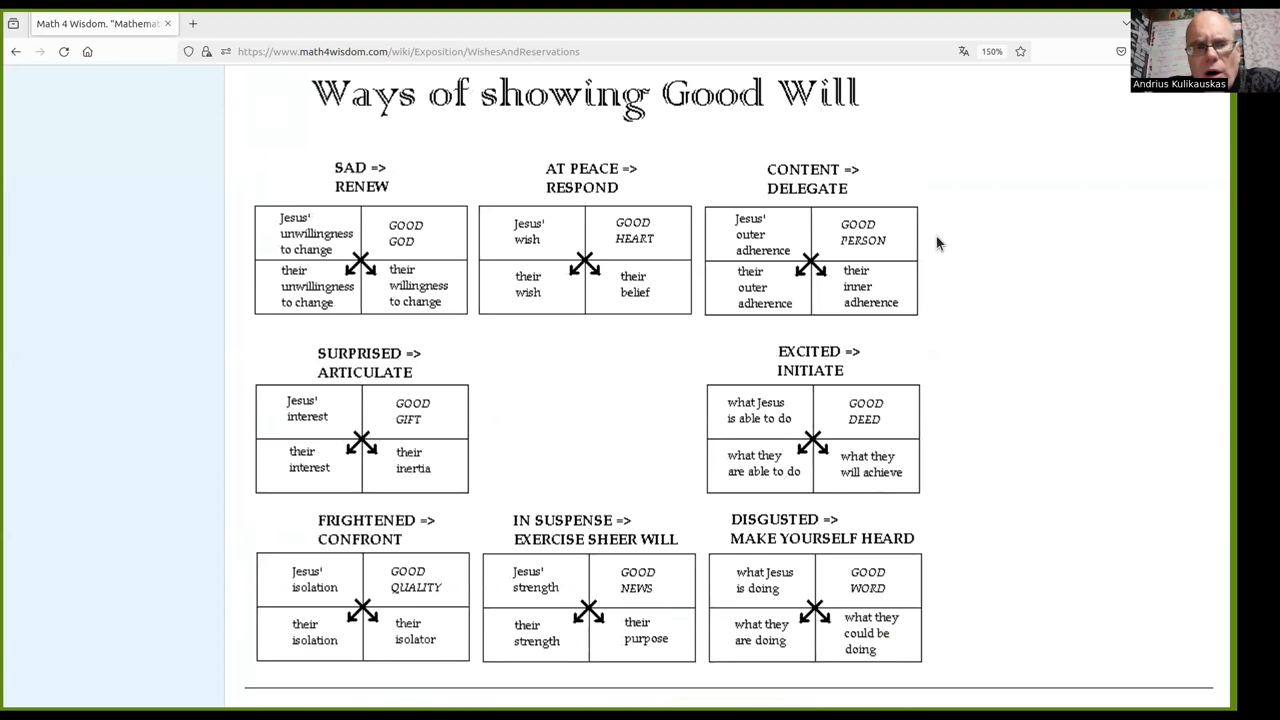 Math 4 Wisdom. "Mathemat
https://www.math4wisdom.com/wiki/Exposition/WishesAndReservations
150%
Andrius Kulikauskas
Ways of showing Good Will
SAD =>
RENEW
Jesus'
unwillingness
to change
GOOD
GOD
their
unwillingness
to change
their
willingness
to change
AT PEACE =>
RESPOND
Jesus'
wish
GOOD
HEART
their
wish
their
belief
CONTENT =>
DELEGATE
Jesus'
outer
adherence
GOOD
PERSON
their
outer
adherence
their
inner
adherence
SURPRISED =>
ARTICULATE
Jesus'
interest
GOOD
GIFT
their
interest
their
inertia
EXCITED =>
INITIATE
what Jesus
is able to do
GOOD
DEED
what they
are able to do
what they
will achieve
FRIGHTENED =>
CONFRONT
Jesus'
isolation
GOOD
QUALITY
their
isolation
their
isolator
IN SUSPENSE =>
EXERCISE SHEER WILL
Jesus'
strength
GOOD
NEWS
their
strength
their
purpose
DISGUSTED =>
MAKE YOURSELF HEARD
what Jesus
is doing
GOOD
WORD
what they
are doing
what they
could be
doing